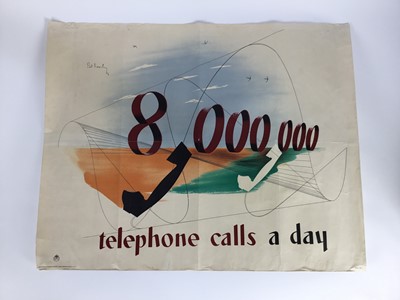 8,000,000
telephone calls a day